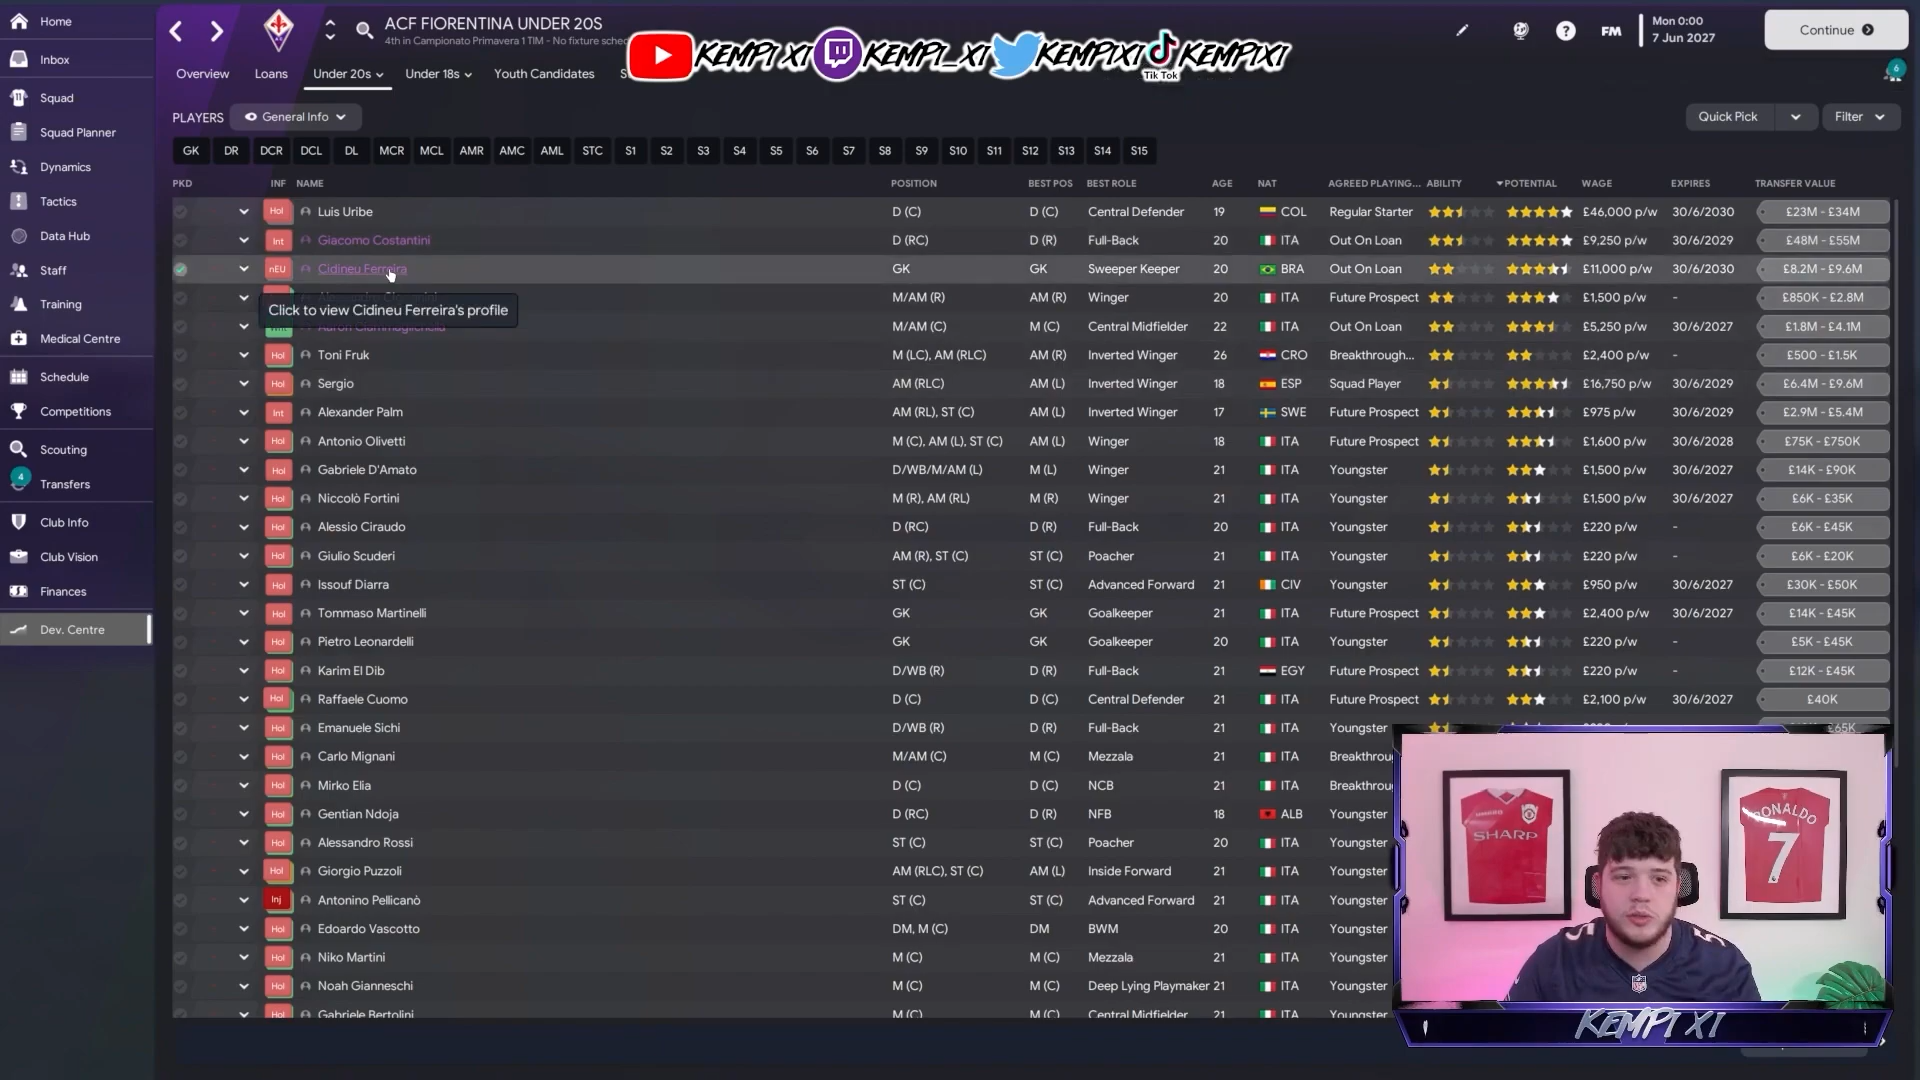 Home
Inbox
Squad
Squad Planner
Dynamics
Tactics
Data Hub
Staff
Training
Medical Centre
Schedule
Competitions
Scouting
4
Transfers
Club Info
Club Vision
Finances
Dev. Centre
ACF FIORENTINA UNDER 20S
4th in Campionato Primavera 1 TIM - No fixture
KEMPI XI KEMPI_XI KEMPIXI KEMPIXI
Tik Tok
FM
Mon 0:00
7 Jun 2027
Continue
6
Overview Loans Under 20s Under 18s Youth Candidates
PLAYERS General Info Quick Pick Filter
GK DR DCR DCL DL MCR MCL AMR AMC AML STC S1 S2 S3 S4 S5 S6 S7 S8 S9 S10 S11 S12 S13 S14 S15
PKD INF NAME POSITION BEST POS BEST ROLE AGE NAT AGREED PLAYING... ABILITY POTENTIAL WAGE EXPIRES TRANSFER VALUE
Hol Luis Uribe D (C) D (C) Central Defender 19 COL Regular Starter £46,000 p/w 30/6/2030 £23M - £34M
Int Giacomo Costantini D (RC) D (R) Full-Back 20 ITA Out On Loan £9,250 p/w 30/6/2029 £48M - £55M
nEU Cidineu Ferreira GK GK Sweeper Keeper 20 BRA Out On Loan £11,000 p/w 30/6/2030 £8.2M - £9.6M
M/AM (R) AM (R) Winger 20 ITA Future Prospect £1,500 p/w - £850K - £2.8M
Click to view Cidineu Ferreira's profile
M/AM (C) M (C) Central Midfielder 22 ITA Out On Loan £5,250 p/w 30/6/2027 £1.8M - £4.1M
Hol Toni Fruk M (LC), AM (RLC) AM (R) Inverted Winger 26 CRO Breakthrough... £2,400 p/w - £500 - £1.5K
Hol Sergio AM (RLC) AM (L) Inverted Winger 18 ESP Squad Player £16,750 p/w 30/6/2029 £6.4M - £9.6M
Int Alexander Palm AM (RL), ST (C) AM (L) Inverted Winger 17 SWE Future Prospect £975 p/w 30/6/2029 £2.9M - £5.4M
Hol Antonio Olivetti M (C), AM (L), ST (C) AM (L) Winger 18 ITA Future Prospect £1,600 p/w 30/6/2028 £75K - £750K
Hol Gabriele D'Amato D/WB/M/AM (L) M (L) Winger 21 ITA Youngster £1,500 p/w 30/6/2027 £14K - £90K
Hol Niccolò Fortini M (R), AM (RL) M (R) Winger 21 ITA Youngster £1,500 p/w 30/6/2027 £6K - £35K
Hol Alessio Ciraudo D (RC) D (R) Full-Back 20 ITA Youngster £220 p/w - £6K - £45K
Hol Giulio Scuderi AM (R), ST (C) ST (C) Poacher 21 ITA Youngster £220 p/w - £6K - £20K
Hol Issouf Diarra ST (C) ST (C) Advanced Forward 21 CIV Youngster £950 p/w 30/6/2027 £30K - £50K
Hol Tommaso Martinelli GK GK Goalkeeper 21 ITA Future Prospect £2,400 p/w 30/6/2027 £14K - £45K
Hol Pietro Leonardelli GK GK Goalkeeper 20 ITA Youngster £220 p/w - £5K - £45K
Hol Karim El Dib D/WB (R) D (R) Full-Back 21 EGY Future Prospect £220 p/w - £12K - £45K
Hol Raffaele Cuomo D (C) D (C) Central Defender 21 ITA Future Prospect £2,100 p/w 30/6/2027 £40K
Hol Emanuele Sichi D/WB (R) D (R) Full-Back 21 ITA Youngster
Hol Carlo Mignani M/AM (C) M (C) Mezzala 21 ITA
Hol Mirko Elia D (C) D (C) NCB 21 ITA
Hol Gentian Ndoja D (RC) D (R) NFB 18 ALB Youngster
Hol Alessandro Rossi ST (C) ST (C) Poacher 20 ITA Youngster
Hol Giorgio Puzzoli AM (RLC), ST (C) AM (L) Inside Forward 21 ITA Youngster
Inj Antonino Pellicanò ST (C) ST (C) Advanced Forward 21 ITA Youngster
Hol Edoardo Vascotto DM, M (C) DM BWM 20 ITA Youngster
Hol Niko Martini M (C) M (C) Mezzala 21 ITA Youngster
Hol Noah Gianneschi M (C) M (C) Deep Lying Playmaker 21 ITA Youngster
Hol Gabriele Bertolini M (C) M (C) Central Midfielder 21 ITA Youngster
SHARP
RONALDO
7
KEMPI XI